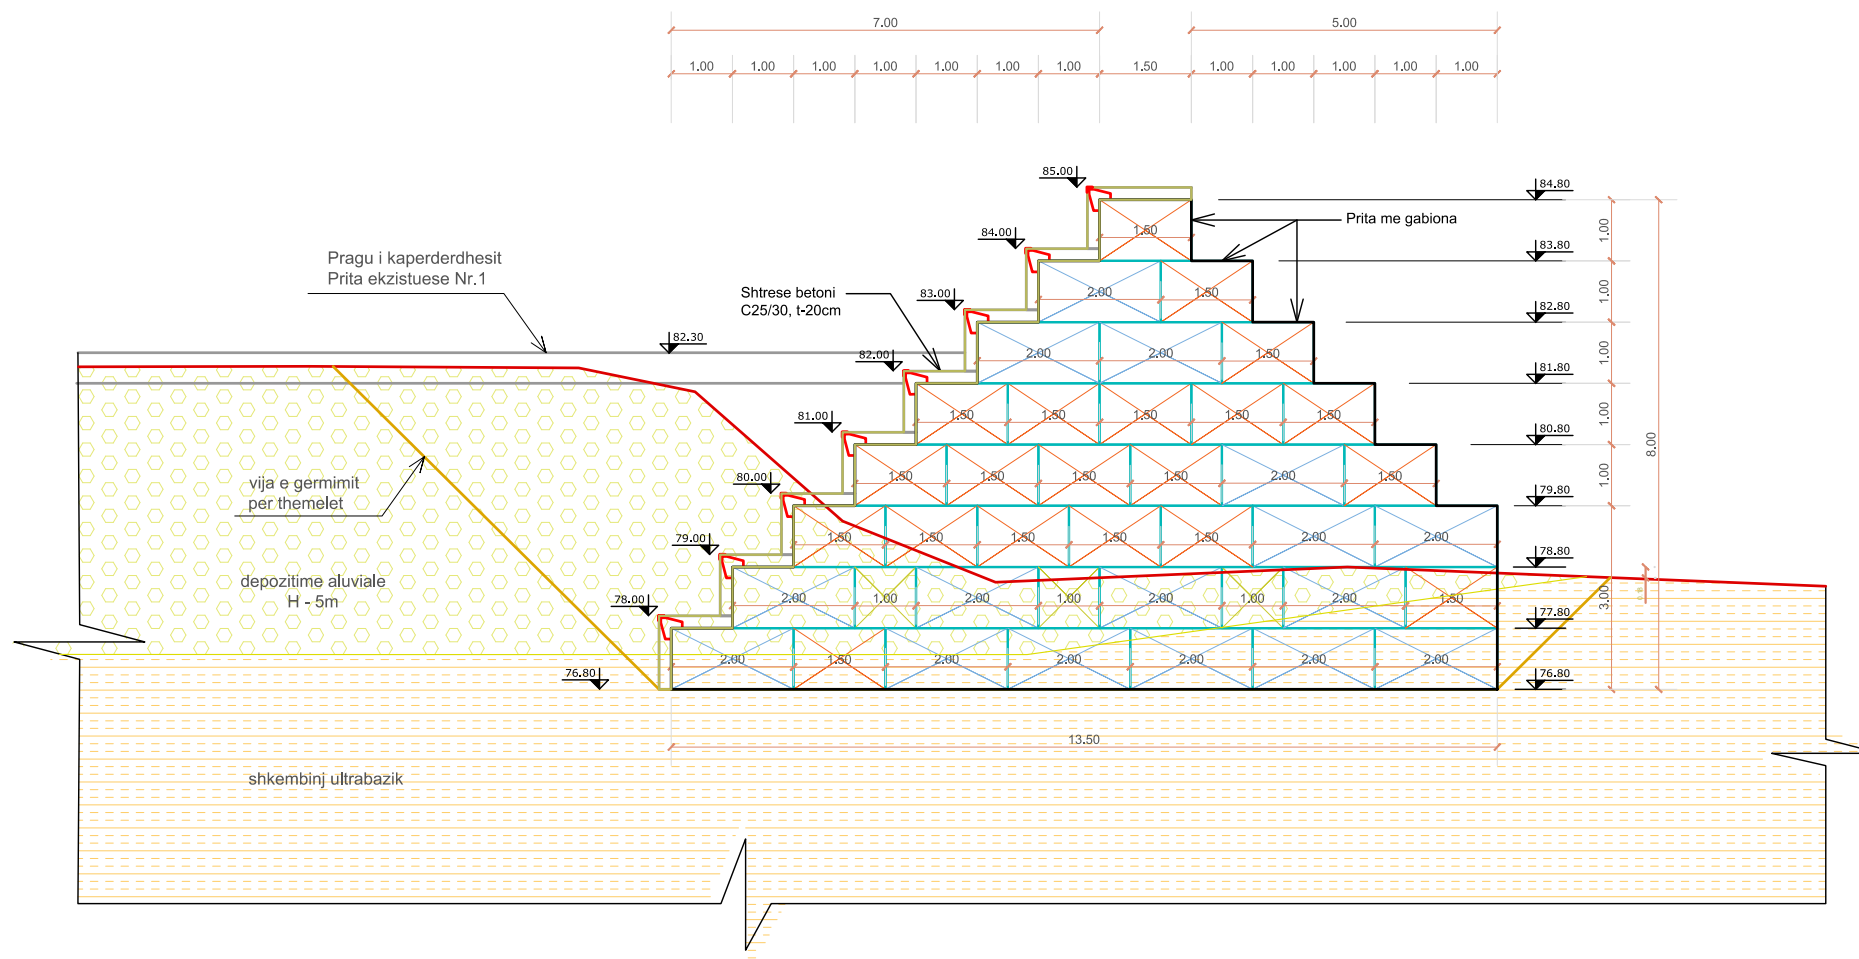 7.00
5.00
1.00 1.00 1.00 1.00 1.00 1.00 1.00 1.50 1.00 1.00 1.00 1.00 1.00
85.00
84.80
1.50
Prita me gabiona
1.00
84.00
83.80
Pragu i kaperderdhesit
Prita ekzistuese Nr.1
Shtrese betoni
C25/30, t-20cm
2.00 1.50
1.00
83.00
82.80
82.30
2.00 2.00 1.50
1.00
82.00
81.80
1.50 1.50 1.50 1.50 1.50
1.00
81.00
80.80
8.00
vija e germimit
per themelet
1.50 1.50 1.50 1.50 2.00 1.50
1.00
80.00
79.80
1.50 1.50 1.50 1.50 1.50 2.00 2.00
79.00
78.80
depozitime aluviale
H - 5m
2.00 1.00 2.00 1.00 2.00 1.00 2.00 1.50
3.00
78.00
77.80
2.00 1.50 2.00 2.00 2.00 2.00 2.00
76.80
76.80
13.50
shkembinj ultrabazik